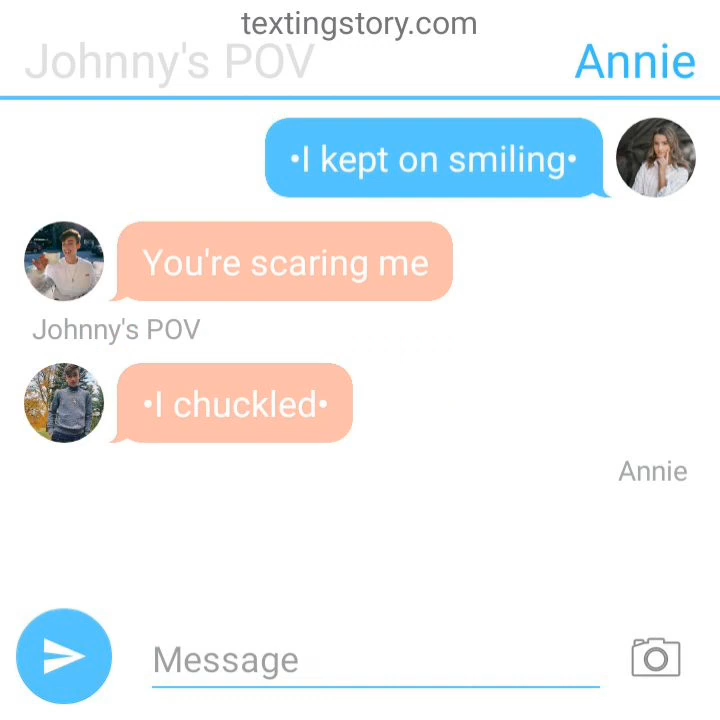 textingstory.com
Johnny's POV
Annie
•I kept on smiling•
You're scaring me
Johnny's POV
•I chuckled•
Annie
Message